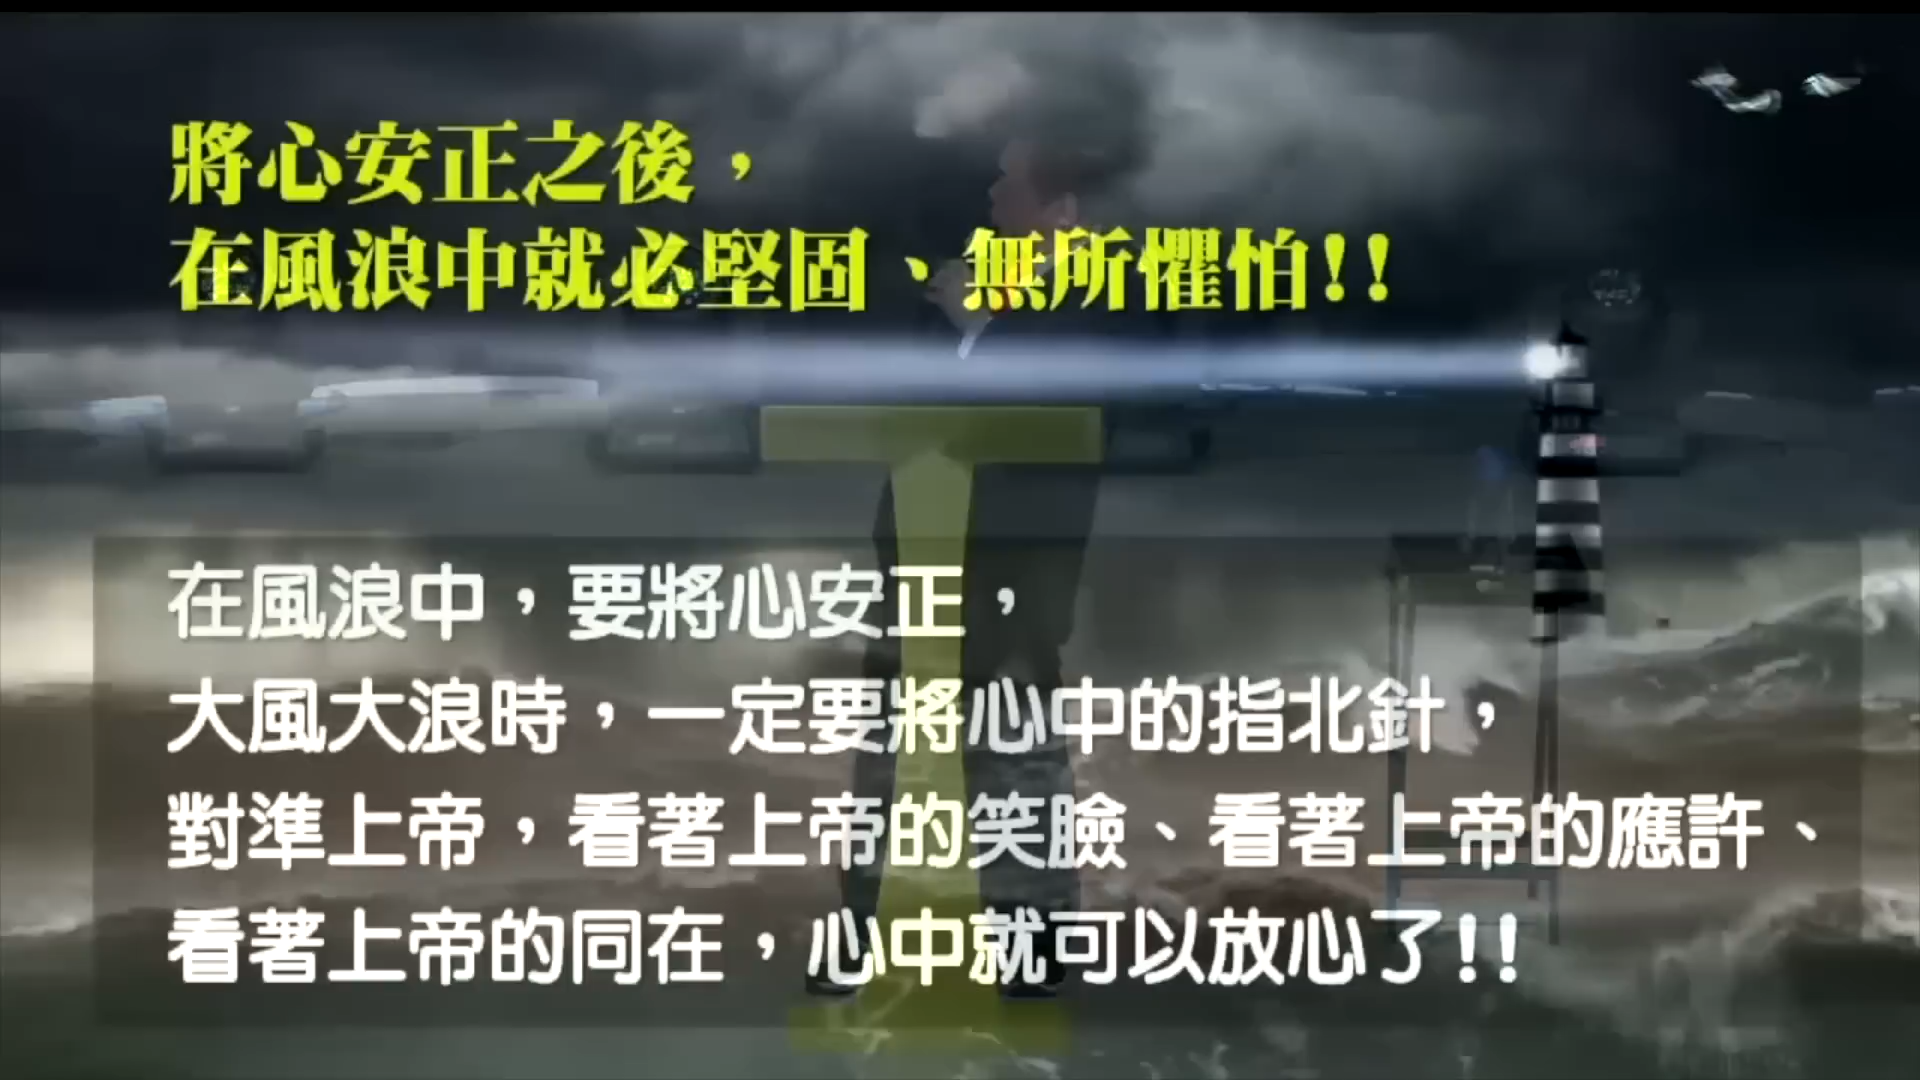 將心安正之後，
在風浪中就必堅固、無所懼怕!!
在風浪中，要將心安正，
大風大浪時，一定要將心中的指北針，
對準上帝，看著上帝的笑臉、看著上帝的應許、
看著上帝的同在，心中就可以放心了!!